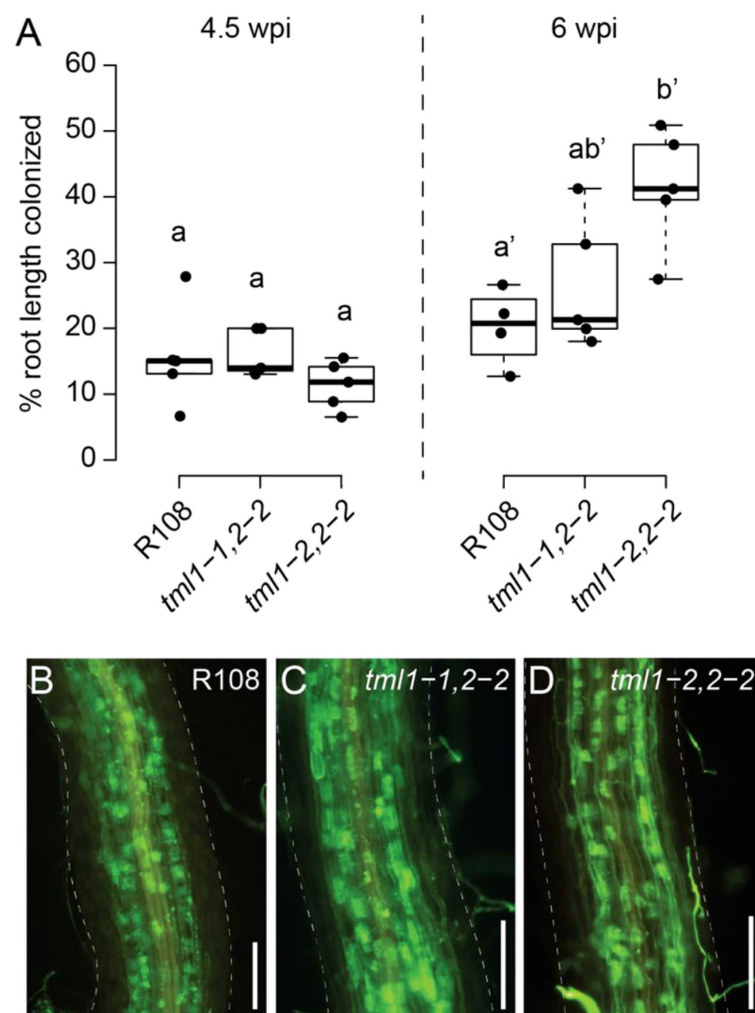 A
4.5 wpi
6 wpi
% root length colonized
60
50
40
30
20
10
0
a
a
a
a’
ab’
b’
R108
tml1−1,2−2
tml1−2,2−2
R108
tml1−1,2−2
tml1−2,2−2
B R108
C tml1−1,2−2
D tml1−2,2−2